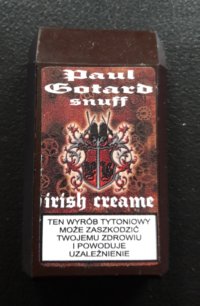 Paul
Gotard
snuff
irish creame
TEN WYRÓB TYTONIOWY
MOŻE ZASZKODZIĆ
TWOJEMU ZDROWIU
I POWODUJE
UZALEŻNIENIE